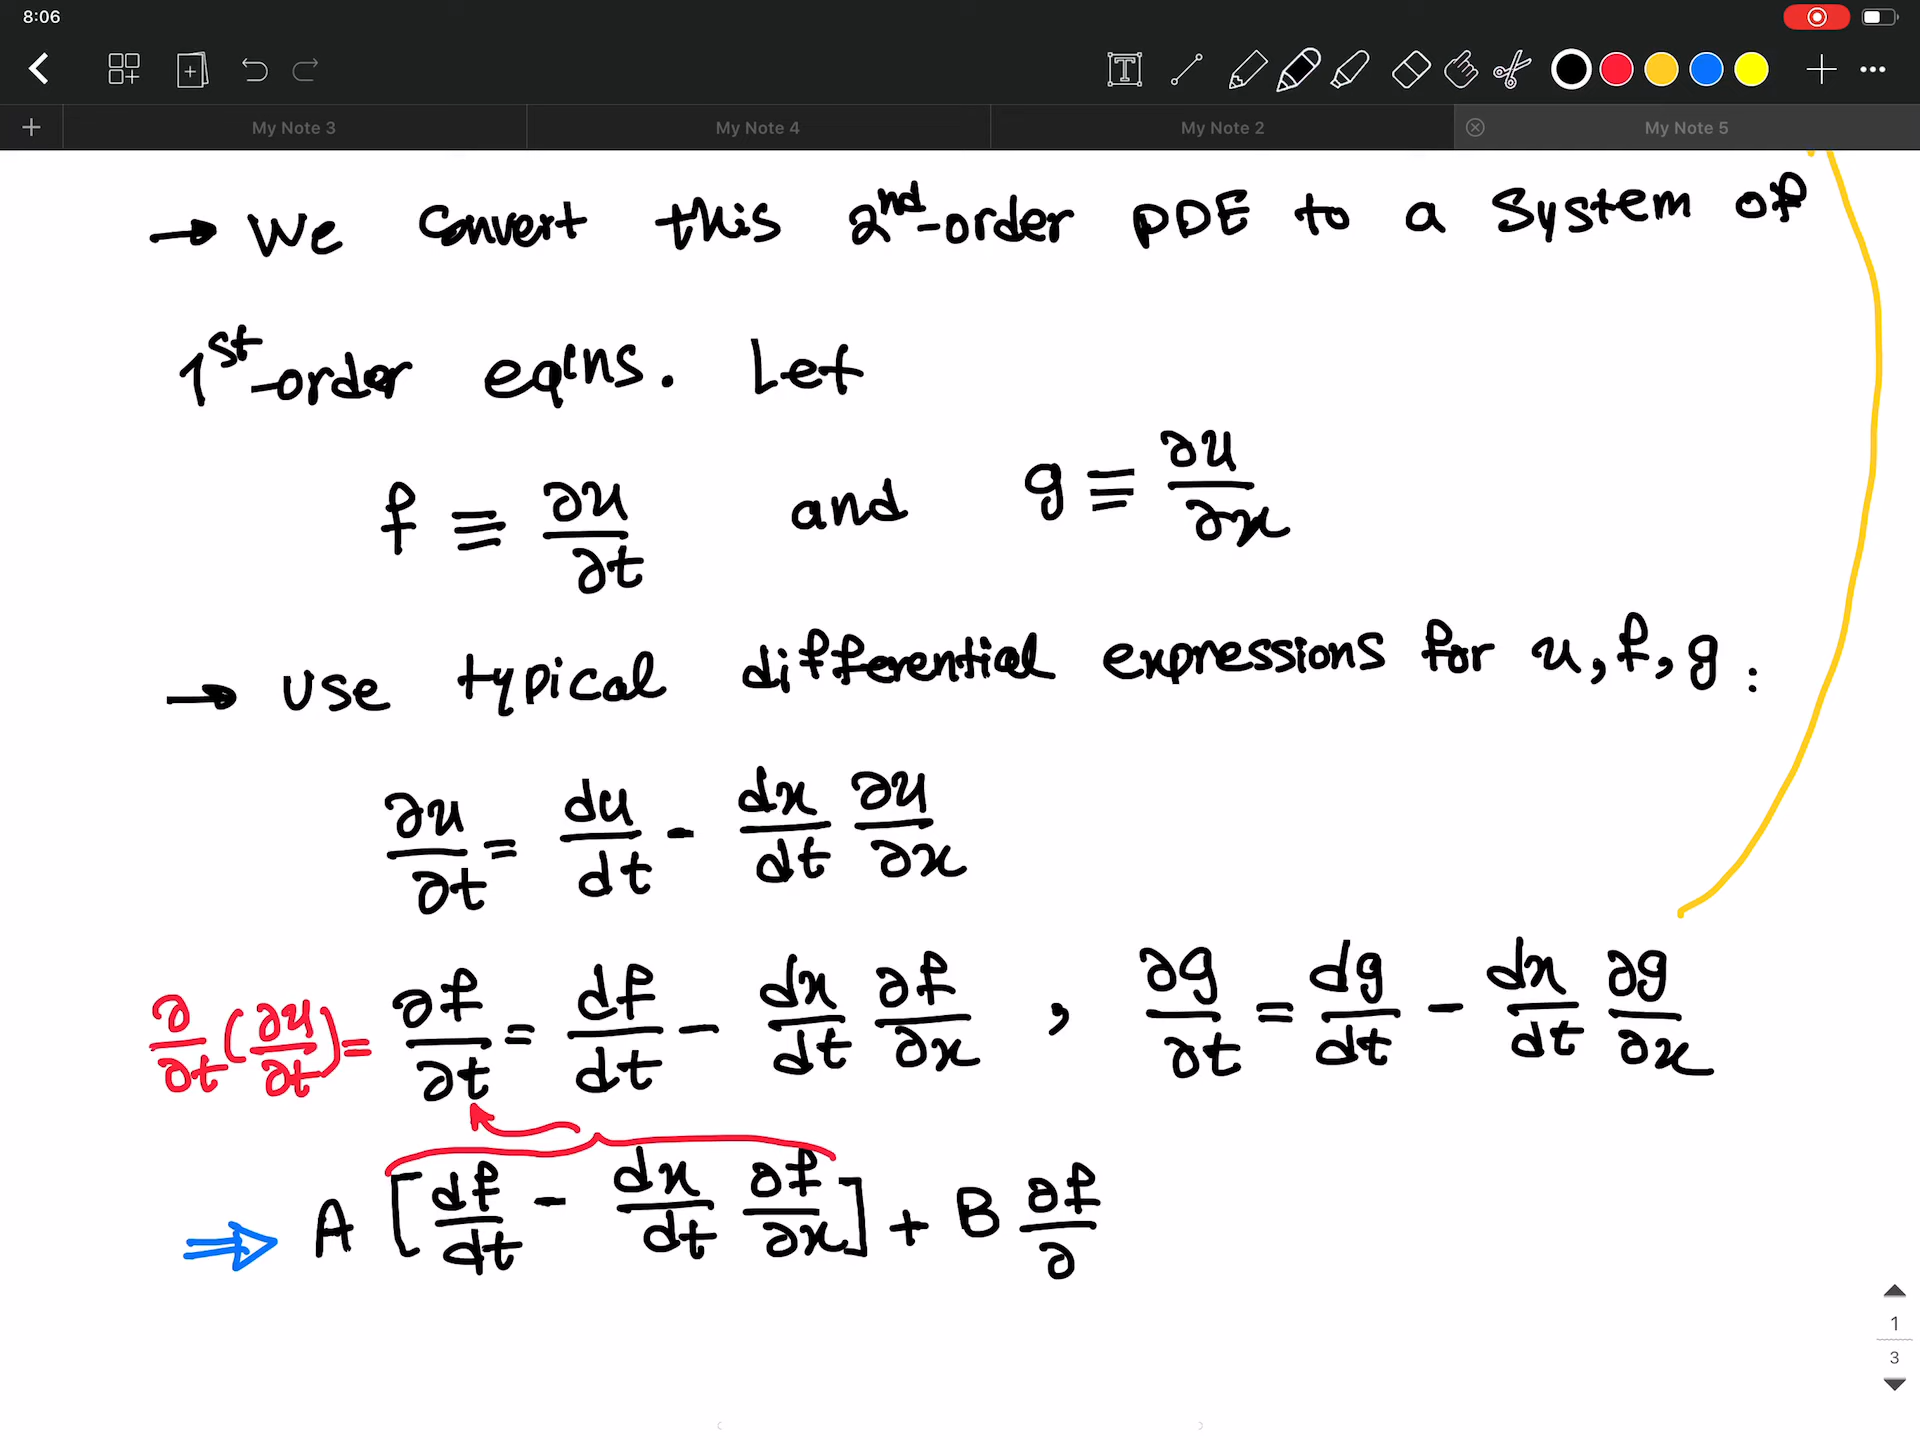 8:06
My Note 3 My Note 4 My Note 2 My Note 5
→ We convert this 2nd-order PDE to a system of
1st-order eq'ns. Let
f ≡ ∂u/∂t and g ≡ ∂u/∂x
→ Use typical differential expressions for u, f, g :
∂u/∂t = du/dt - dx/dt ∂u/∂x
∂/∂t (∂u/∂t) = ∂f/∂t = df/dt - dx/dt ∂f/∂x , ∂g/∂t = dg/dt - dx/dt ∂g/∂x
⇒ A [df/dt - dx/dt ∂f/∂x] + B ∂f/∂
1
3